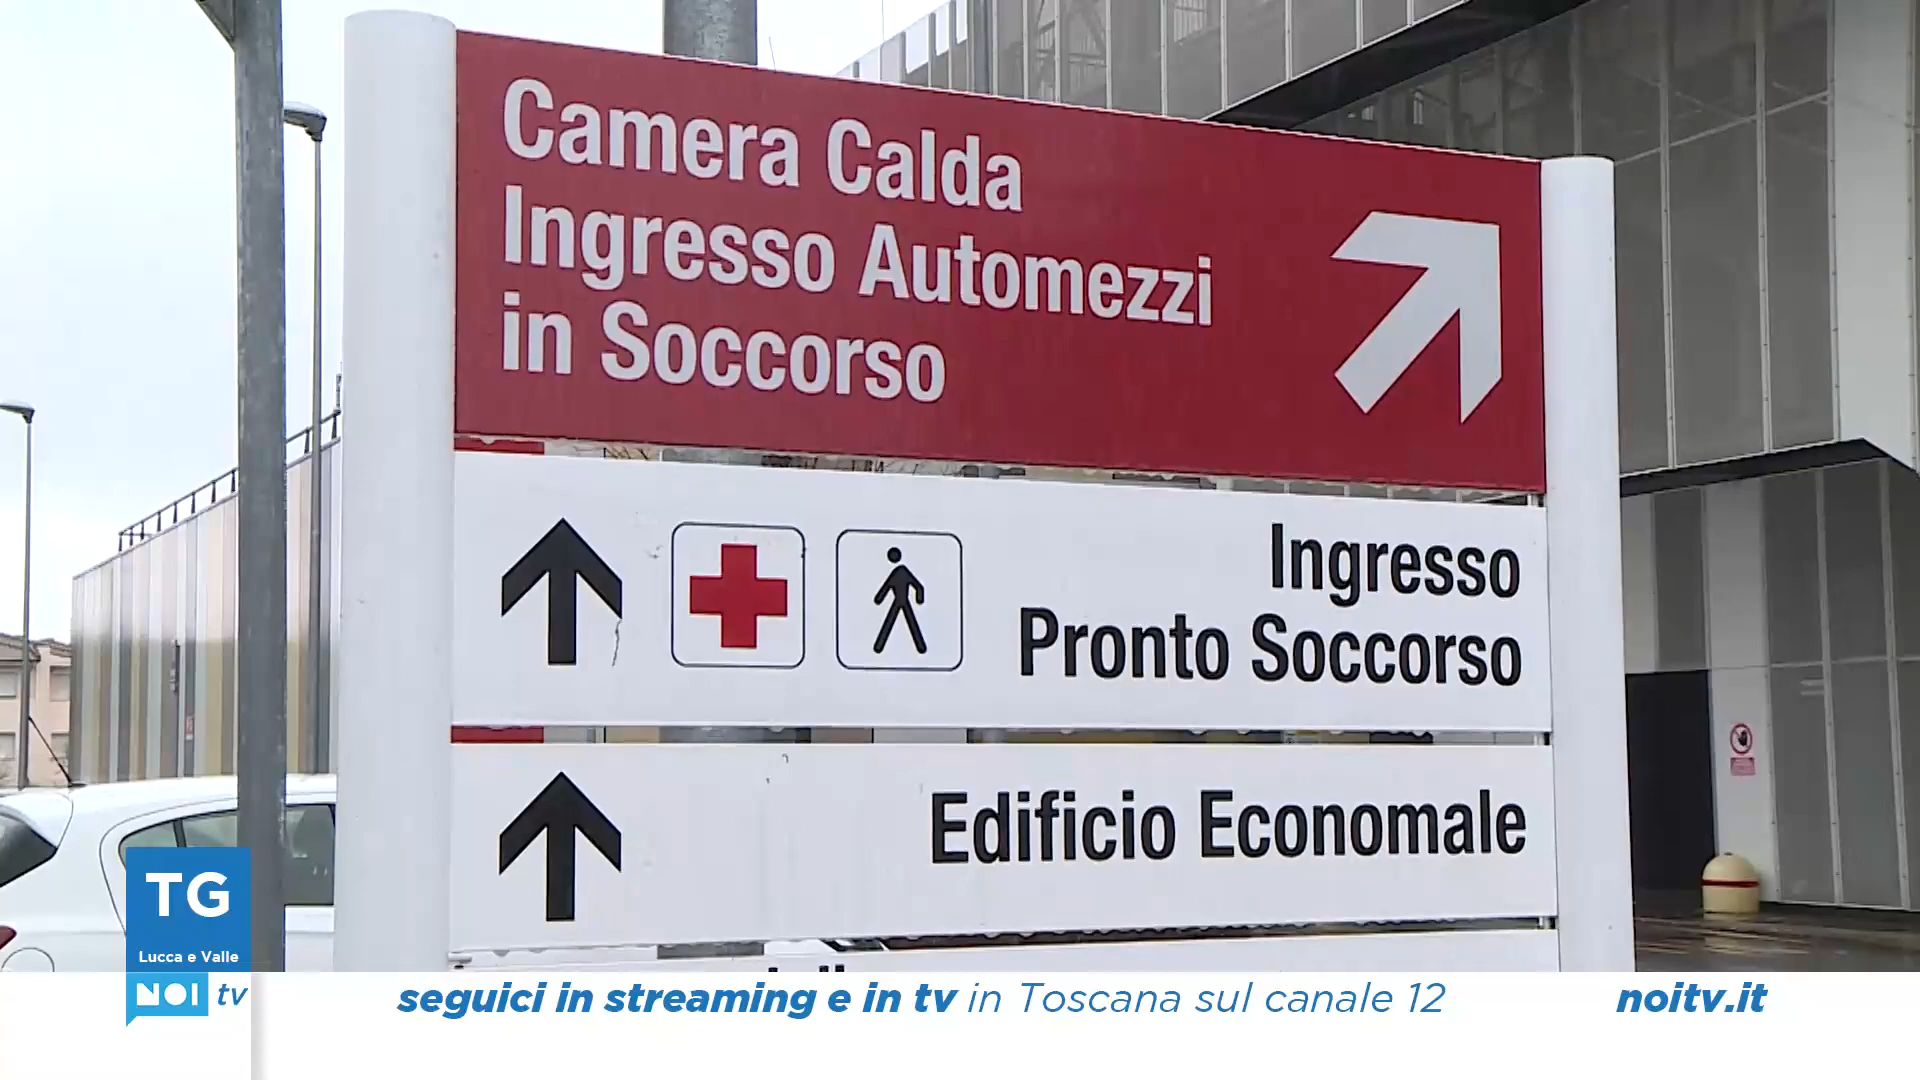 Camera Calda
Ingresso Automezzi
in Soccorso
Ingresso
Pronto Soccorso
Edificio Economale
TG
Lucca e Valle
NOI tv
seguici in streaming e in tv in Toscana sul canale 12
noitv.it